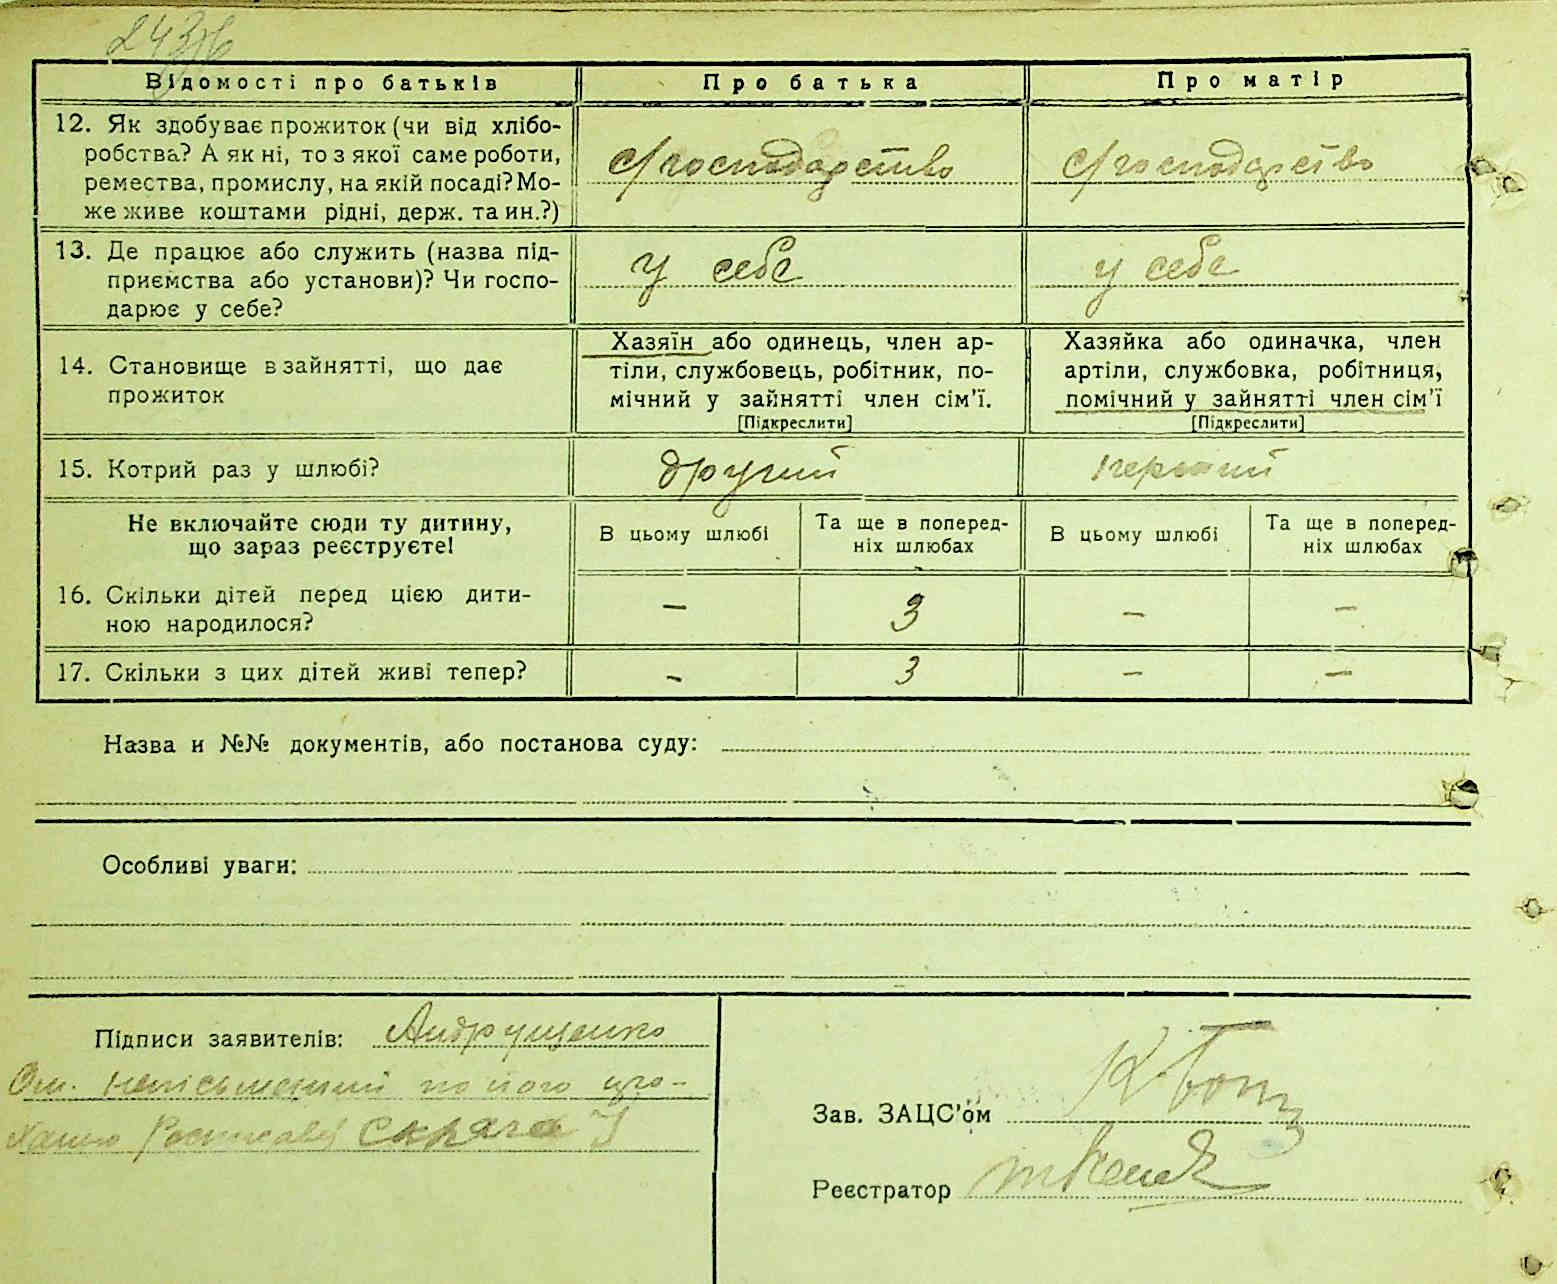 Відомості про батьків
Про батька
Про матір
12. Як здобуває прожиток (чи від хлібо-
робства? А як ні, то з якої саме роботи,
ремества, промислу, на якій посаді? Мо-
же живе коштами рідні, держ. та ин.?)
с/господарство
с/господарство
13. Де працює або служить (назва під-
приємства або установи)? Чи госпо-
дарює у себе?
у себе
у себе
14. Становище в зайнятті, що дає
прожиток
Хазяїн або одинець, член ар-
тіли, службовець, робітник, по-
мічний у зайнятті член сім'ї.
[Підкреслити]
Хазяйка або одиначка, член
артіли, службовка, робітниця,
помічний у зайнятті член сім'ї
[Підкреслити]
15. Котрий раз у шлюбі?
другий
перший
Не включайте сюди ту дитину,
що зараз реєструєте!
В цьому шлюбі
Та ще в поперед-
ніх шлюбах
В цьому шлюбі
Та ще в поперед-
ніх шлюбах
16. Скільки дітей перед цією дити-
ною народилося?
—
3
—
—
17. Скільки з цих дітей живі тепер?
—
3
—
—
Назва и №№ документів, або постанова суду:
Особливі уваги:
Підписи заявителів: Андрущенко
неписьменний по його про-
Зав. ЗАЦС'ом
Реєстратор